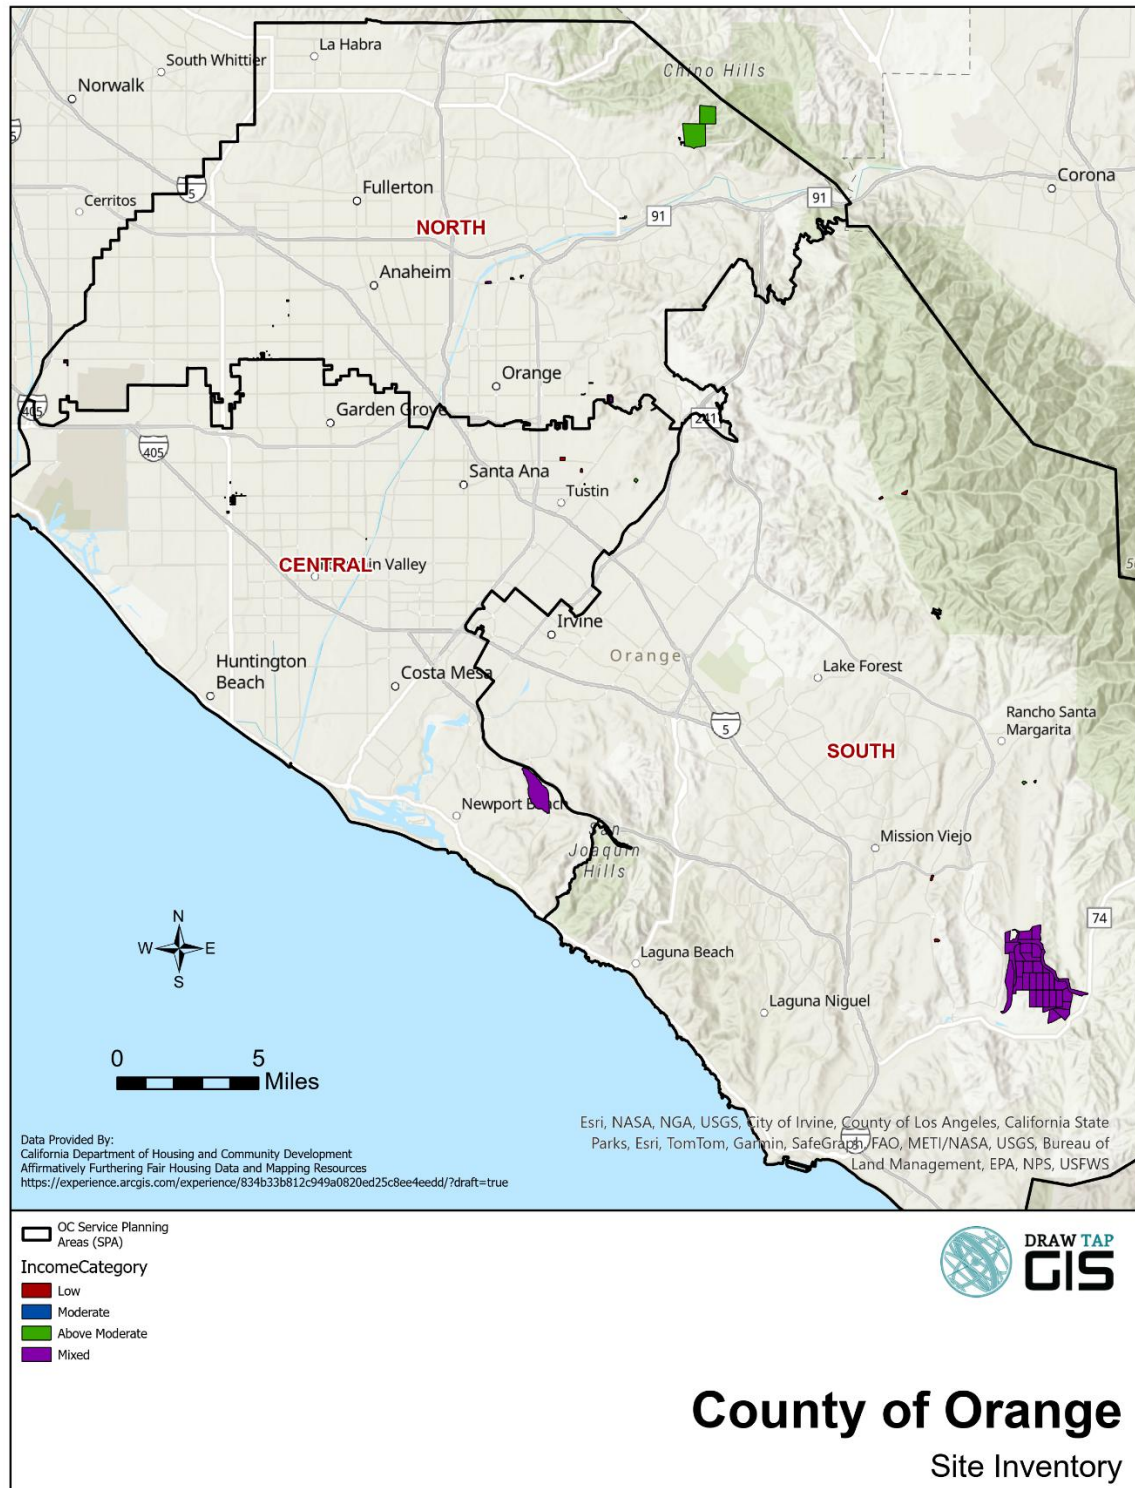 La Habra
South Whittier
Norwalk
Chino Hills
Corona
5
5
Cerritos
Fullerton
91
91
NORTH
Anaheim
Orange
405
Garden Grove
241
405
Santa Ana
Tustin
CENTRAL
in Valley
Irvine
Orange
Huntington
Beach
Costa Mesa
Lake Forest
Rancho Santa
Margarita
5
SOUTH
Newport B ch
San
Joaquin
Hills
Mission Viejo
74
N
W E
S
Laguna Beach
Laguna Niguel
0 5
Miles
Esri, NASA, NGA, USGS, City of Irvine, County of Los Angeles, California State
Parks, Esri, TomTom, Garmin, SafeGraph, FAO, METI/NASA, USGS, Bureau of
Land Management, EPA, NPS, USFWS
Data Provided By:
California Department of Housing and Community Development
Affirmatively Furthering Fair Housing Data and Mapping Resources
https://experience.arcgis.com/experience/834b33b812c949a0820ed25c8ee4eedd/?draft=true
OC Service Planning
Areas (SPA)
IncomeCategory
Low
Moderate
Above Moderate
Mixed
DRAW TAP
GIS
County of Orange
Site Inventory